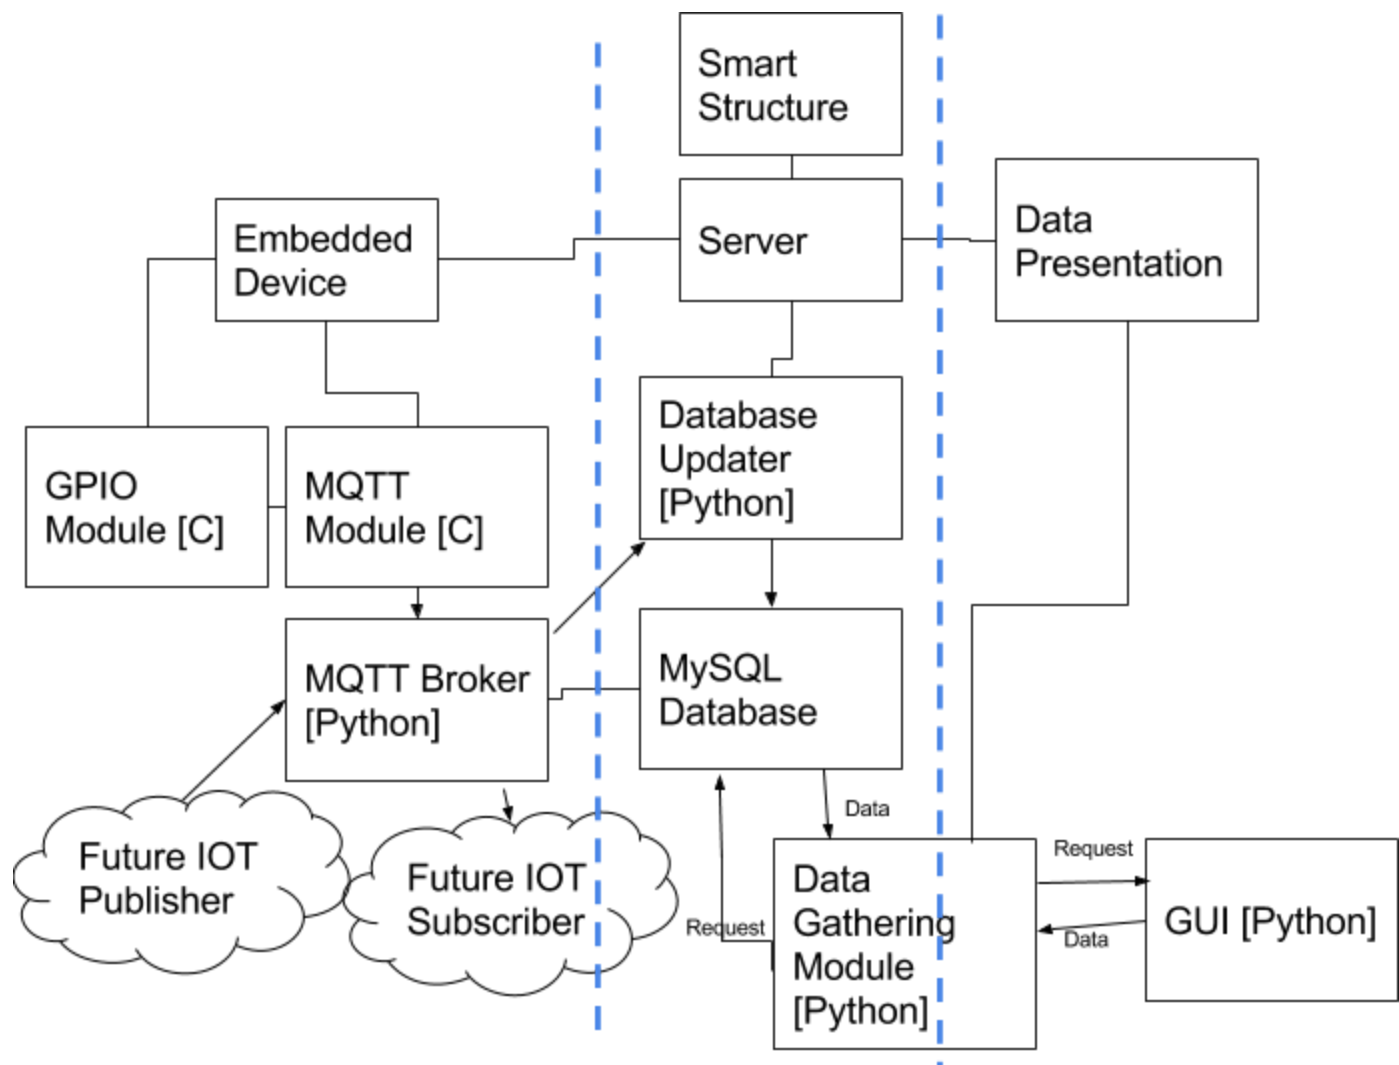 Smart
Structure
Embedded
Device
Server
Data
Presentation
GPIO
Module [C]
MQTT
Module [C]
Database
Updater
[Python]
MQTT Broker
[Python]
MySQL
Database
Future IOT
Publisher
Future IOT
Subscriber
Data
Request
Data
Gathering
Module
[Python]
Request
Data
GUI [Python]